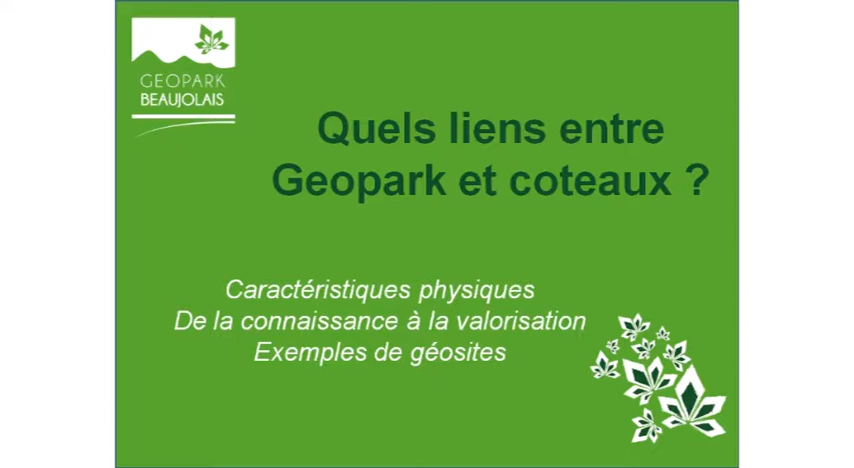 GEOPARK
BEAUJOLAIS
Quels liens entre
Geopark et coteaux ?
Caractéristiques physiques
De la connaissance à la valorisation
Exemples de géosites